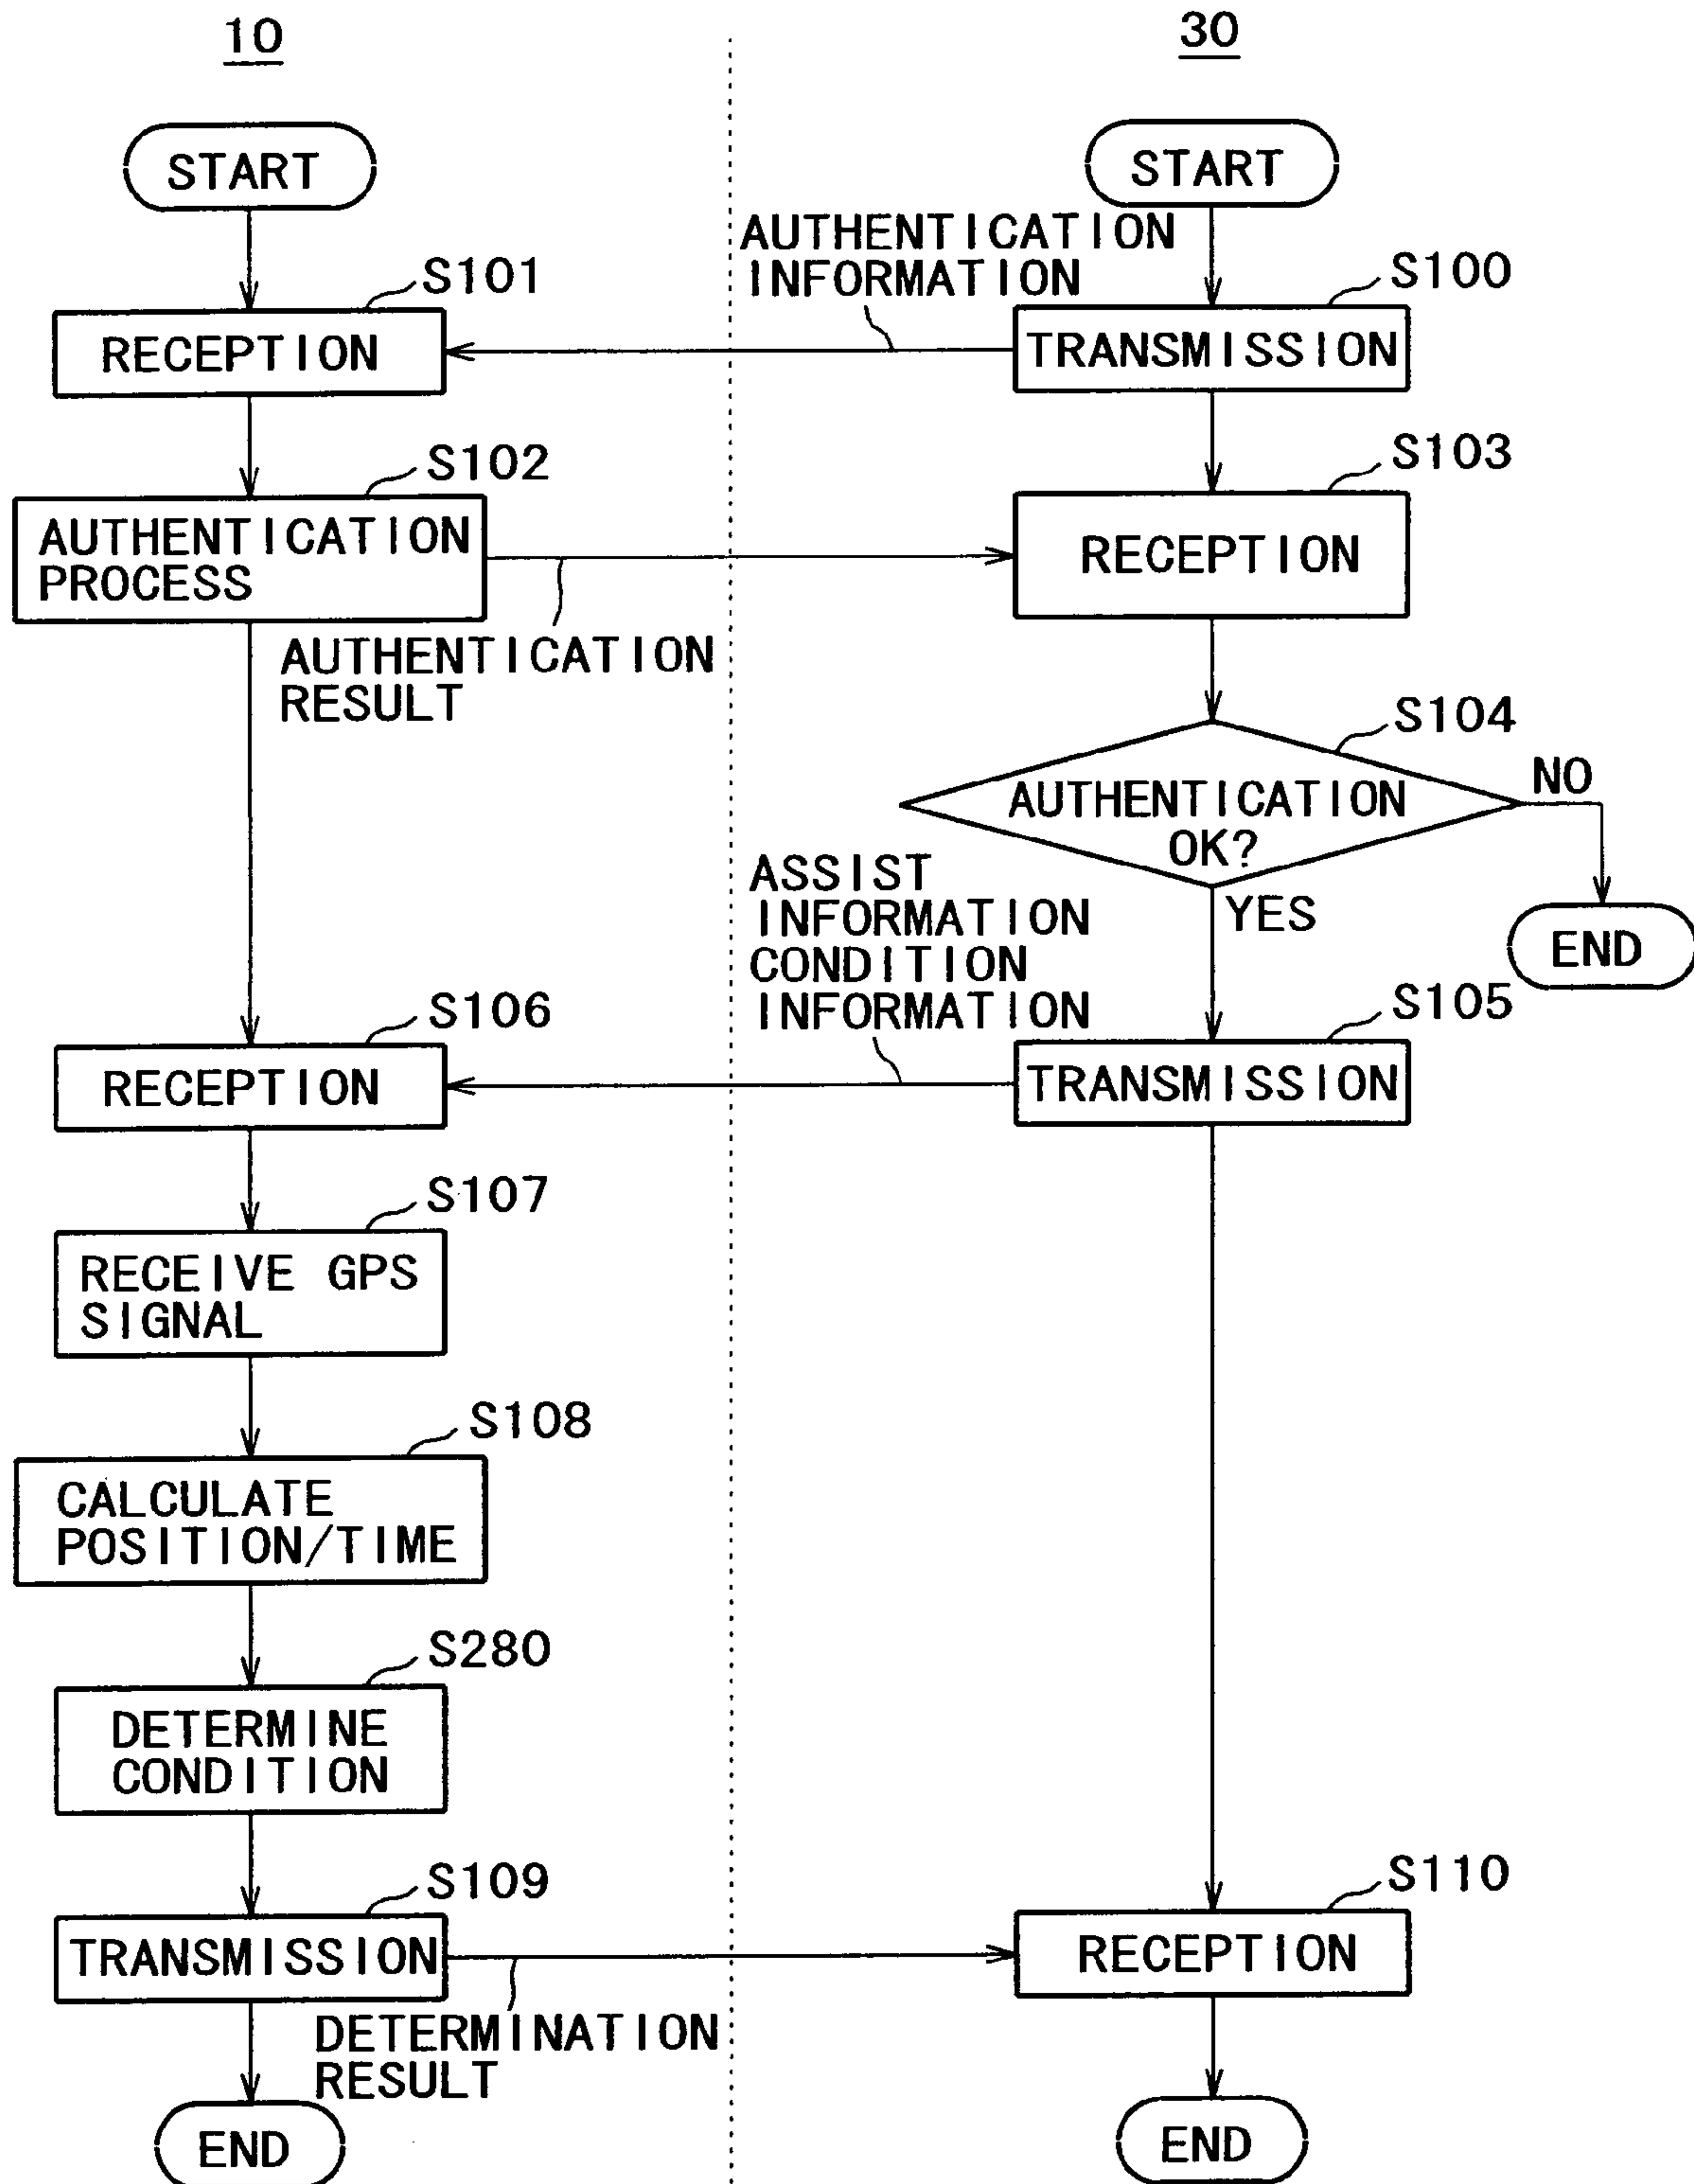 10
30
START
START
AUTHENTICATION
INFORMATION
S101
S100
RECEPTION
TRANSMISSION
S102
S103
AUTHENTICATION
PROCESS
RECEPTION
AUTHENTICATION
RESULT
S104
AUTHENTICATION
OK?
NO
YES
END
ASSIST
INFORMATION
CONDITION
INFORMATION
S106
S105
RECEPTION
TRANSMISSION
S107
RECEIVE GPS
SIGNAL
S108
CALCULATE
POSITION/TIME
S280
DETERMINE
CONDITION
S109
S110
TRANSMISSION
RECEPTION
DETERMINATION
RESULT
END
END